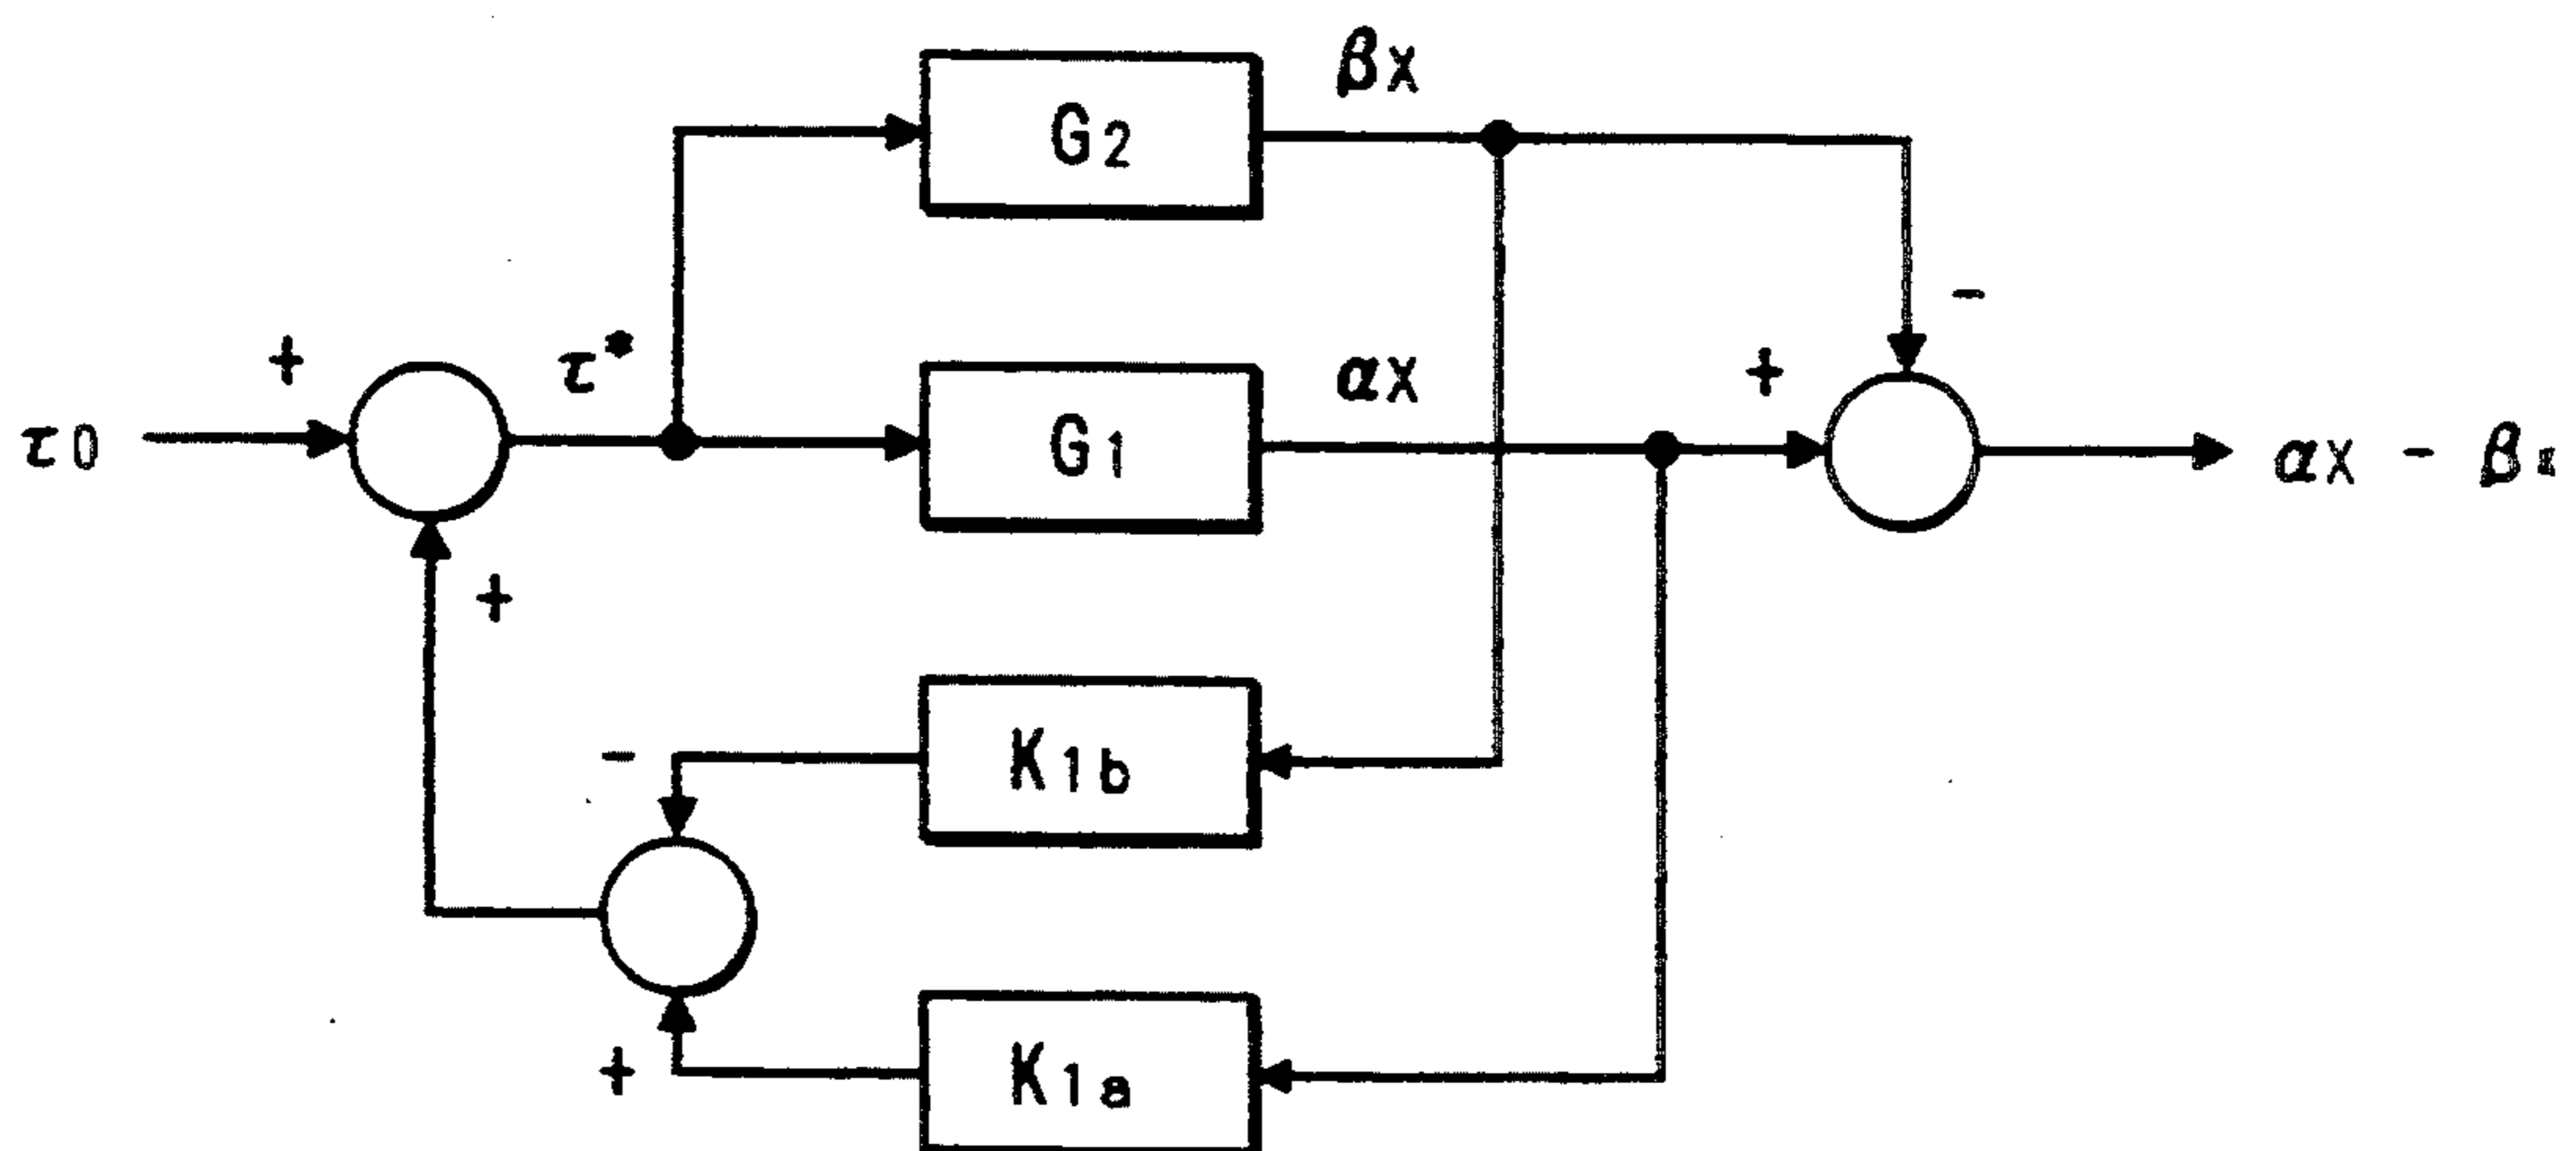 βx
G2
+
τ*
αx
+
-
τ0
G1
αx - β
+
-
K1b
+
K1a